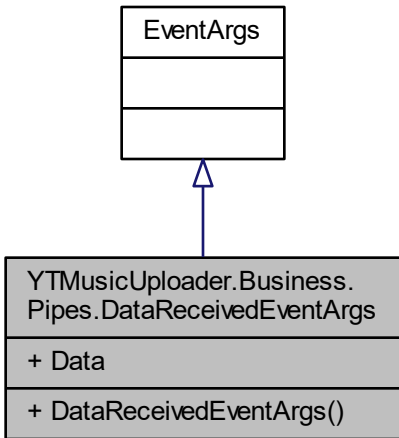 EventArgs
YTMusicUploader.Business.
Pipes.DataReceivedEventArgs
+ Data
+ DataReceivedEventArgs()